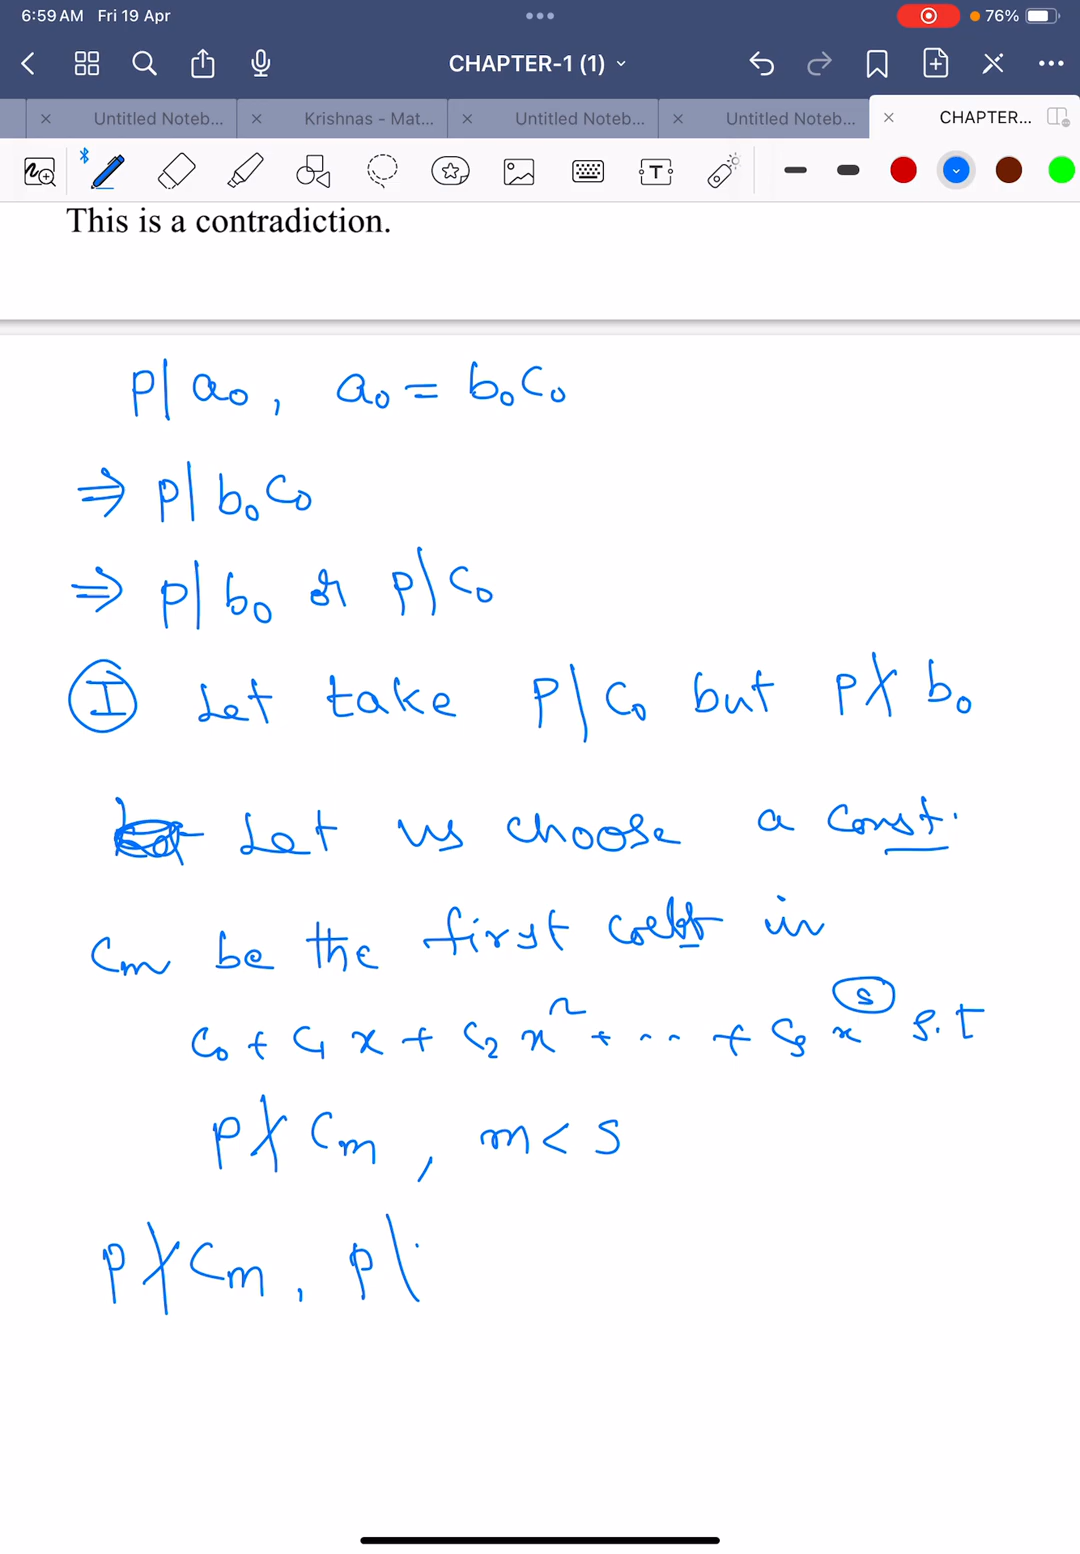 6:59 AM Fri 19 Apr 76%
CHAPTER-1 (1)
Untitled Noteb... Krishnas - Mat... Untitled Noteb... Untitled Noteb... CHAPTER...
T
This is a contradiction.
p| a₀, a₀ = b₀c₀
⇒ p| b₀c₀
⇒ p| b₀ or p| c₀
Ⓘ Let take p| c₀ but p∤ b₀
Let us choose a const.
cₘ be the first coeff in
c₀ + c₁x + c₂x² + ... + cₛxˢ s.t
p∤ cₘ, m < s
p∤ cₘ, p|